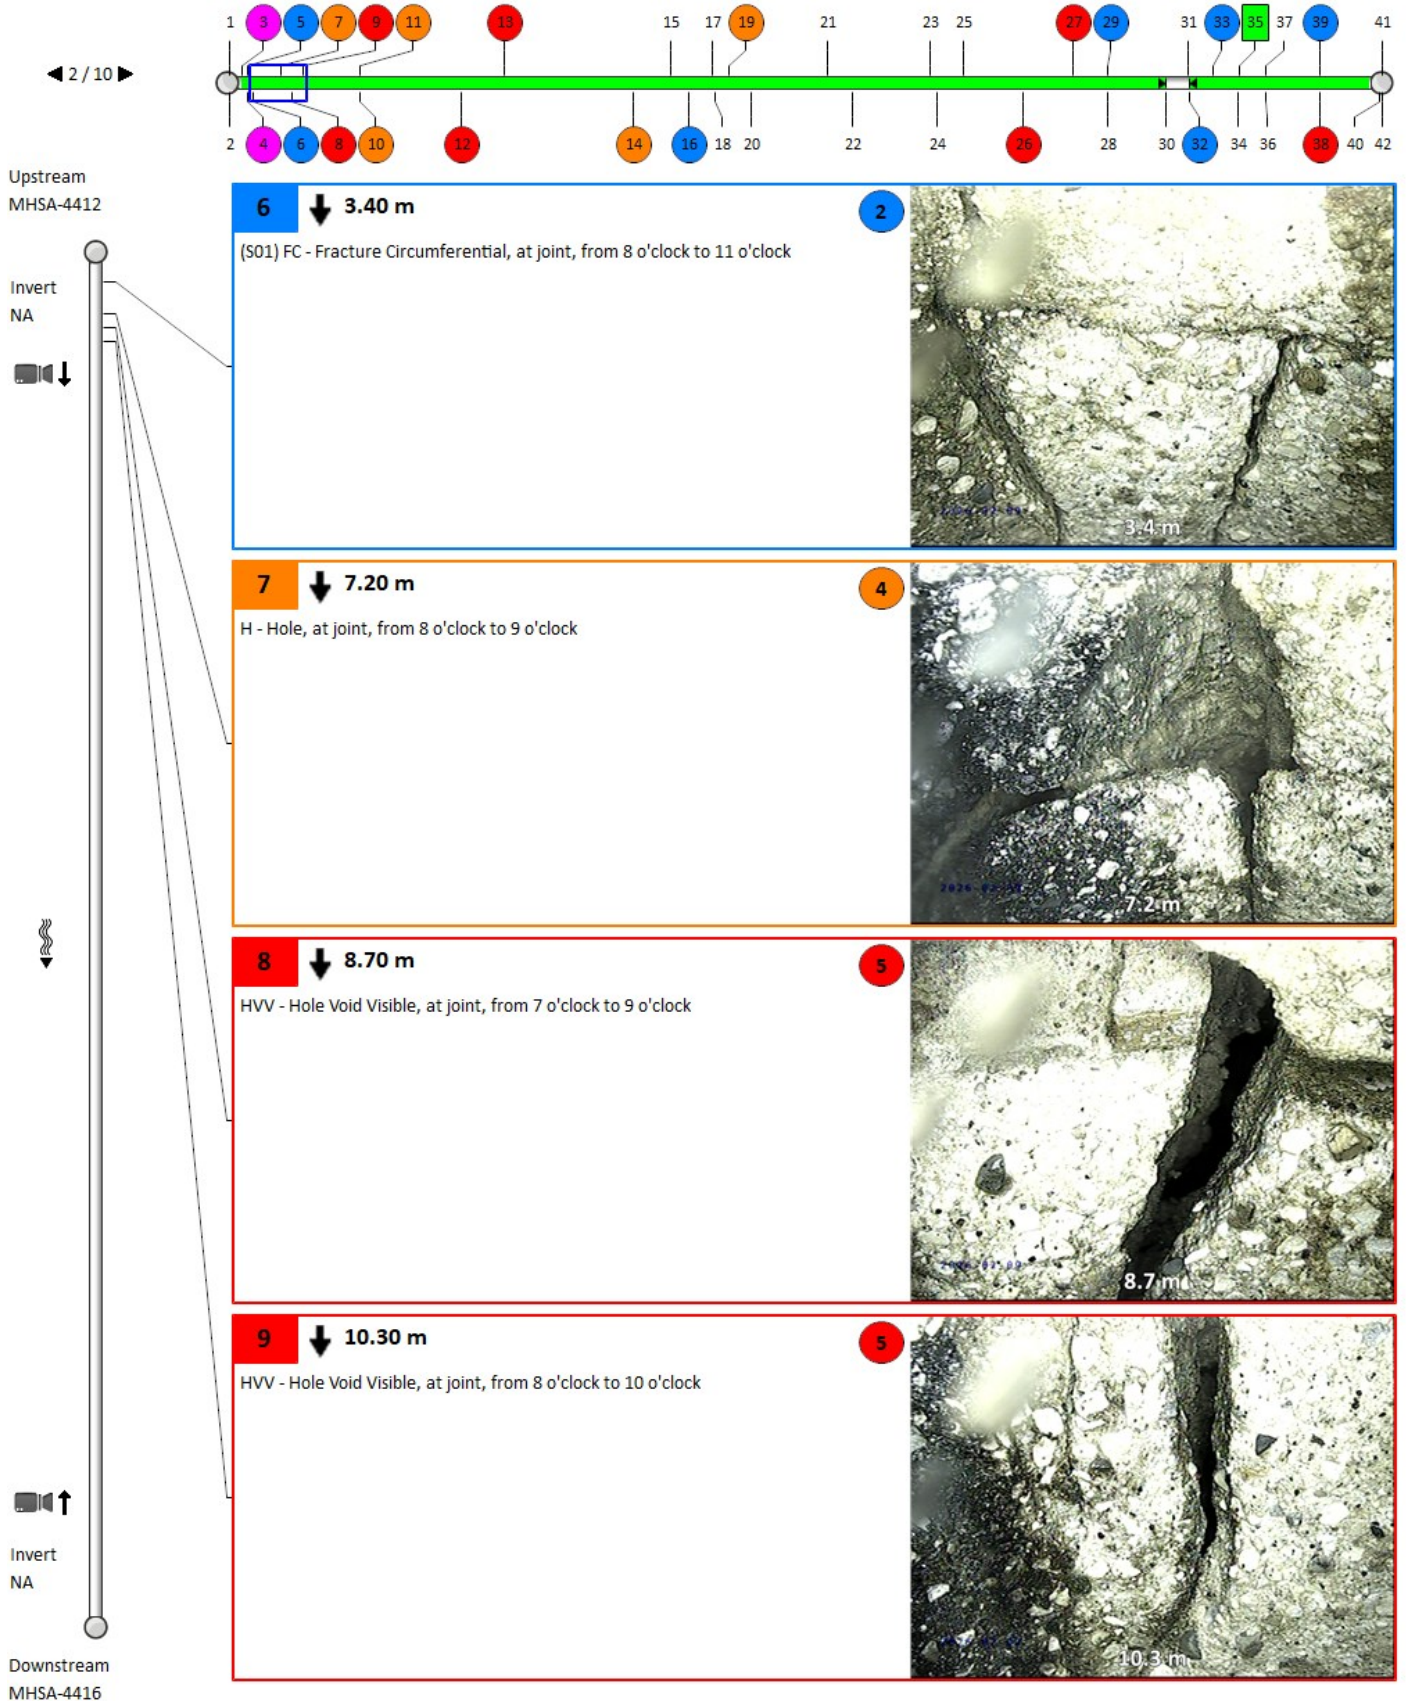 1 3 5 7 9 11 13 15 17 19 21 23 25 27 29 31 33 35 37 39 41
◀ 2 / 10 ▶
2 4 6 8 10 12 14 16 18 20 22 24 26 28 30 32 34 36 38 40 42
Upstream
MHSA-4412
Invert
NA
6 3.40 m 2
(S01) FC - Fracture Circumferential, at joint, from 8 o'clock to 11 o'clock
3.4 m
7 7.20 m 4
H - Hole, at joint, from 8 o'clock to 9 o'clock
7.2 m
8 8.70 m 5
HVV - Hole Void Visible, at joint, from 7 o'clock to 9 o'clock
8.7 m
9 10.30 m 5
HVV - Hole Void Visible, at joint, from 8 o'clock to 10 o'clock
10.3 m
Invert
NA
Downstream
MHSA-4416